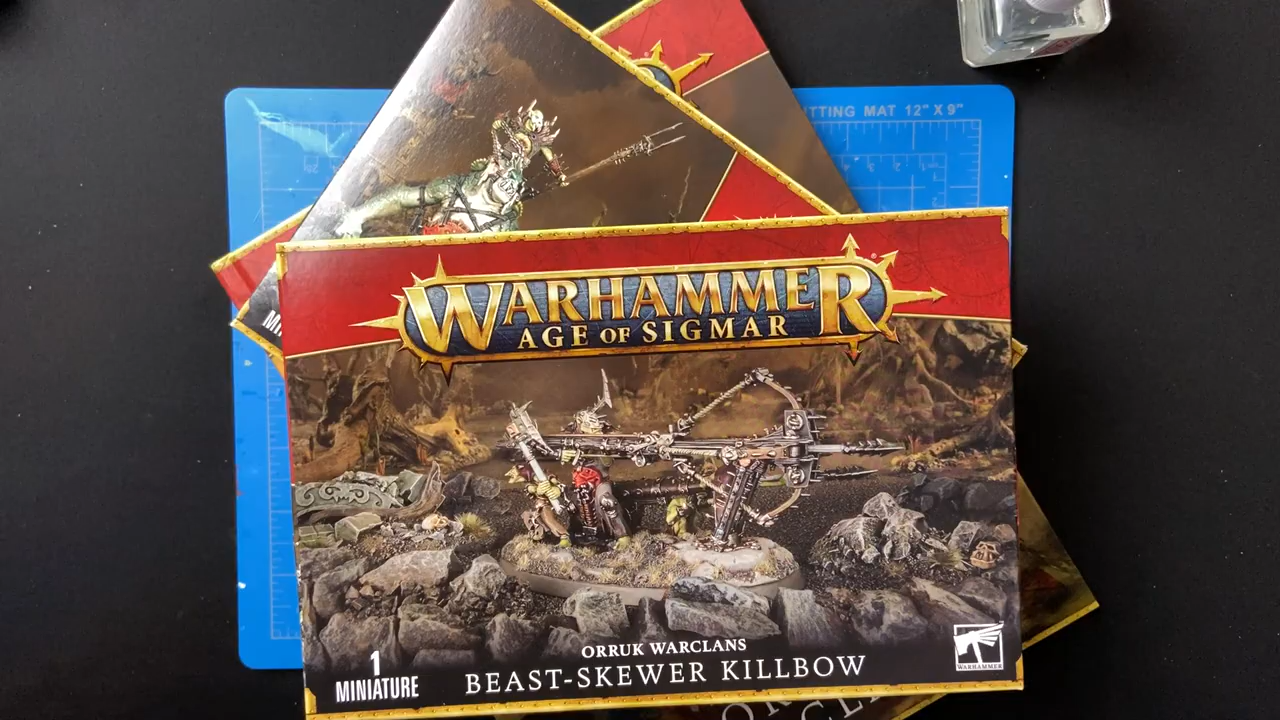 CUTTING MAT 12" X 9"
WARHAMMER
AGE OF SIGMAR
ORRUK WARCLANS
BEAST-SKEWER KILLBOW
1
MINIATURE
WARHAMMER